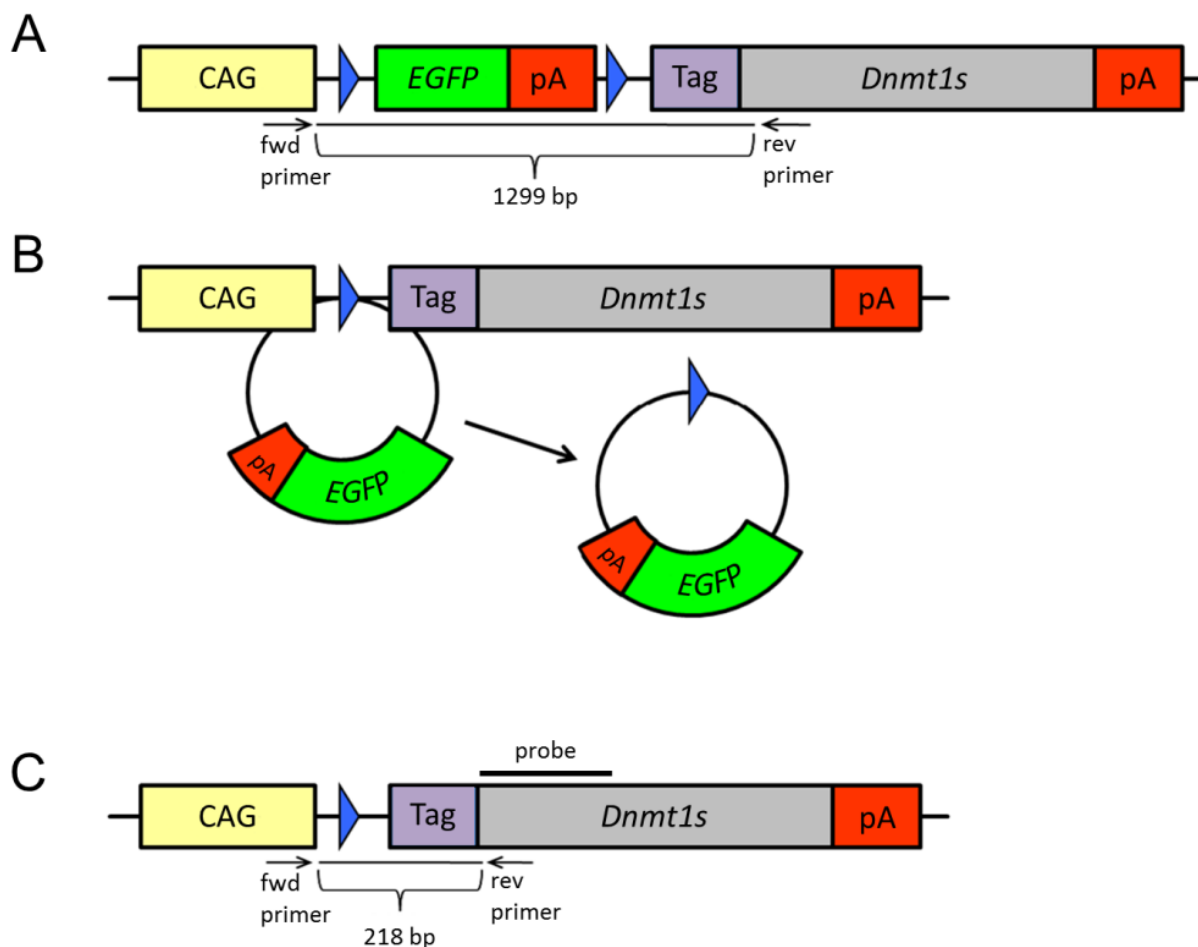 A
CAG
EGFP
pA
Tag
Dnmt1s
pA
fwd
primer
rev
primer
1299 bp
B
CAG
Tag
Dnmt1s
pA
pA
EGFP
pA
EGFP
probe
C
CAG
Tag
Dnmt1s
pA
fwd
primer
rev
primer
218 bp